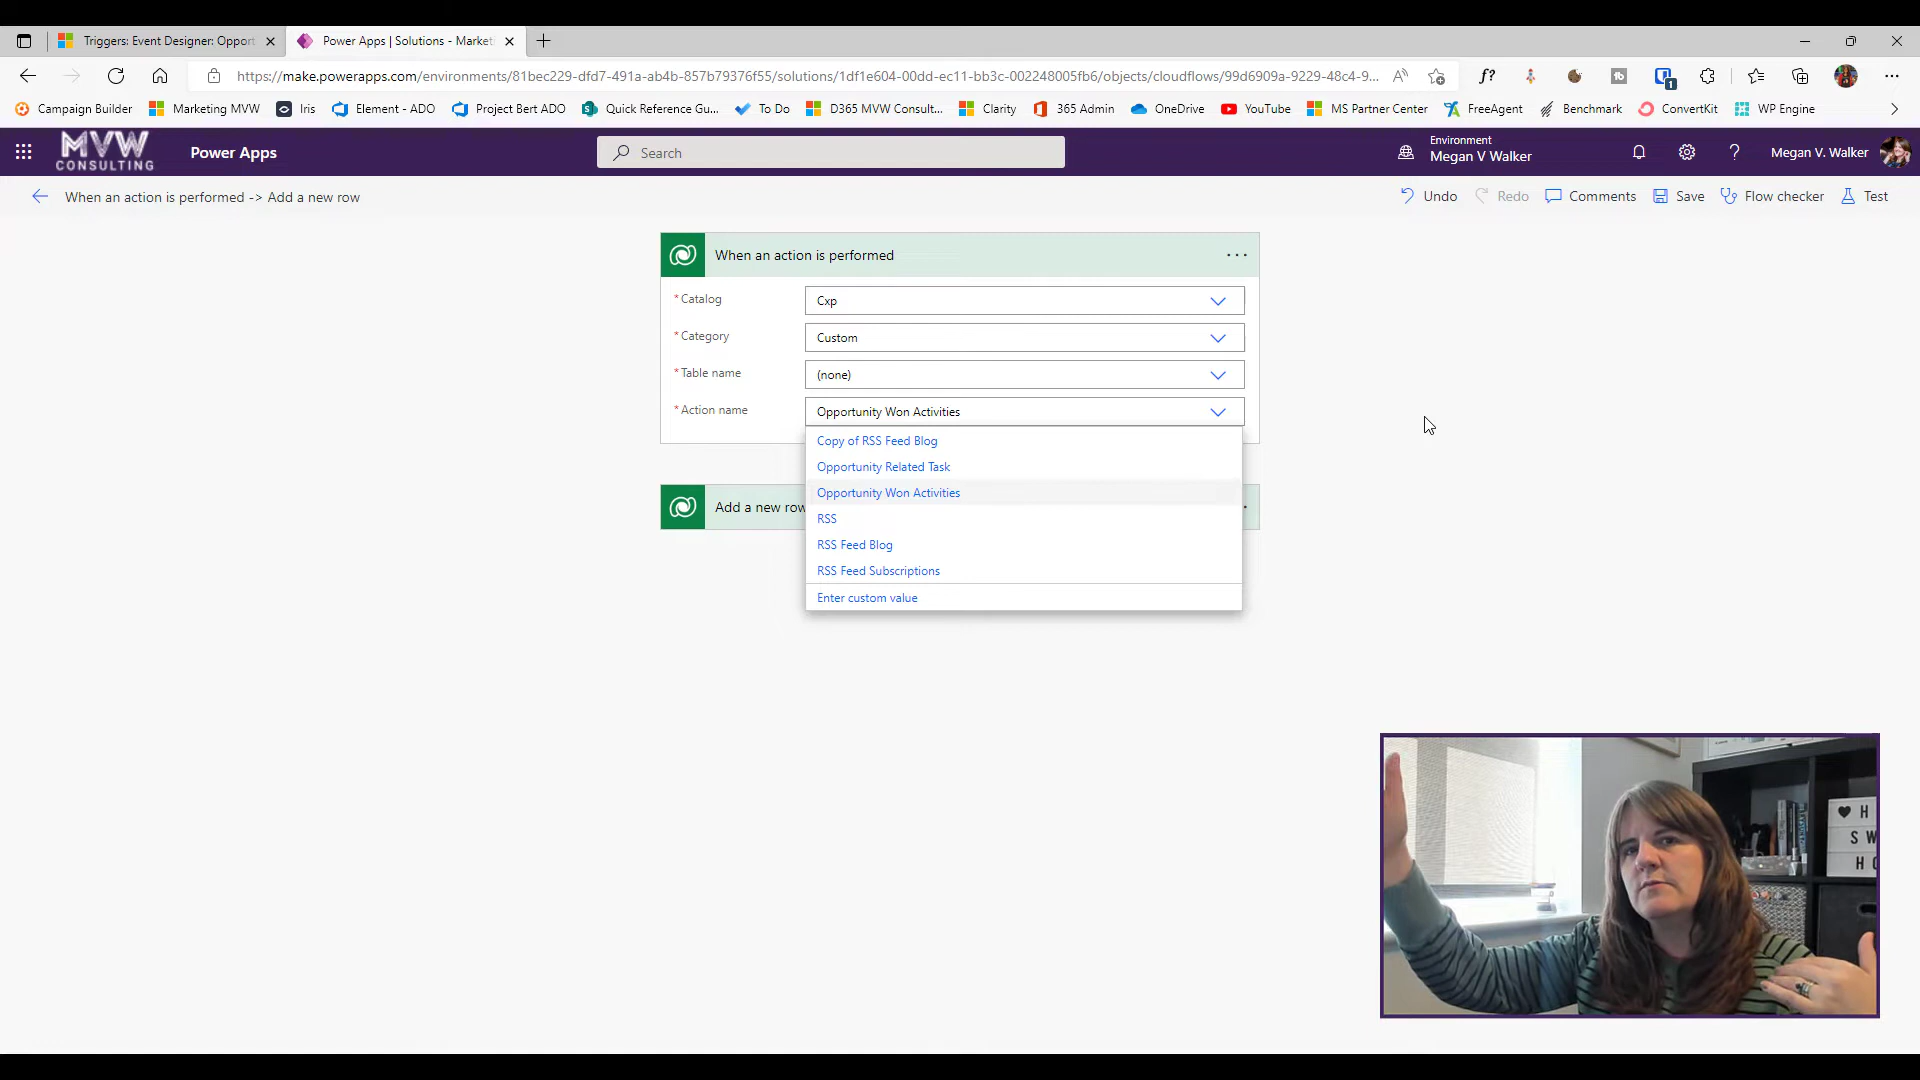 Triggers: Event Designer: Opport
Power Apps | Solutions - Market
https://make.powerapps.com/environments/81bec229-dfd7-491a-ab4b-857b79376f55/solutions/1df1e604-00dd-ec11-bb3c-002248005fb6/objects/cloudflows/99d6909a-9229-48c4-9...
Campaign Builder
Marketing MVW
Iris
Element - ADO
Project Bert ADO
Quick Reference Gu...
To Do
D365 MVW Consult...
Clarity
365 Admin
OneDrive
YouTube
MS Partner Center
FreeAgent
Benchmark
ConvertKit
WP Engine
MVW
CONSULTING
Power Apps
Search
Environment
Megan V Walker
Megan V. Walker
When an action is performed -> Add a new row
Undo
Redo
Comments
Save
Flow checker
Test
When an action is performed
* Catalog
Cxp
* Category
Custom
* Table name
(none)
* Action name
Opportunity Won Activities
Copy of RSS Feed Blog
Opportunity Related Task
Opportunity Won Activities
RSS
RSS Feed Blog
RSS Feed Subscriptions
Enter custom value
Add a new row
H
S W
H